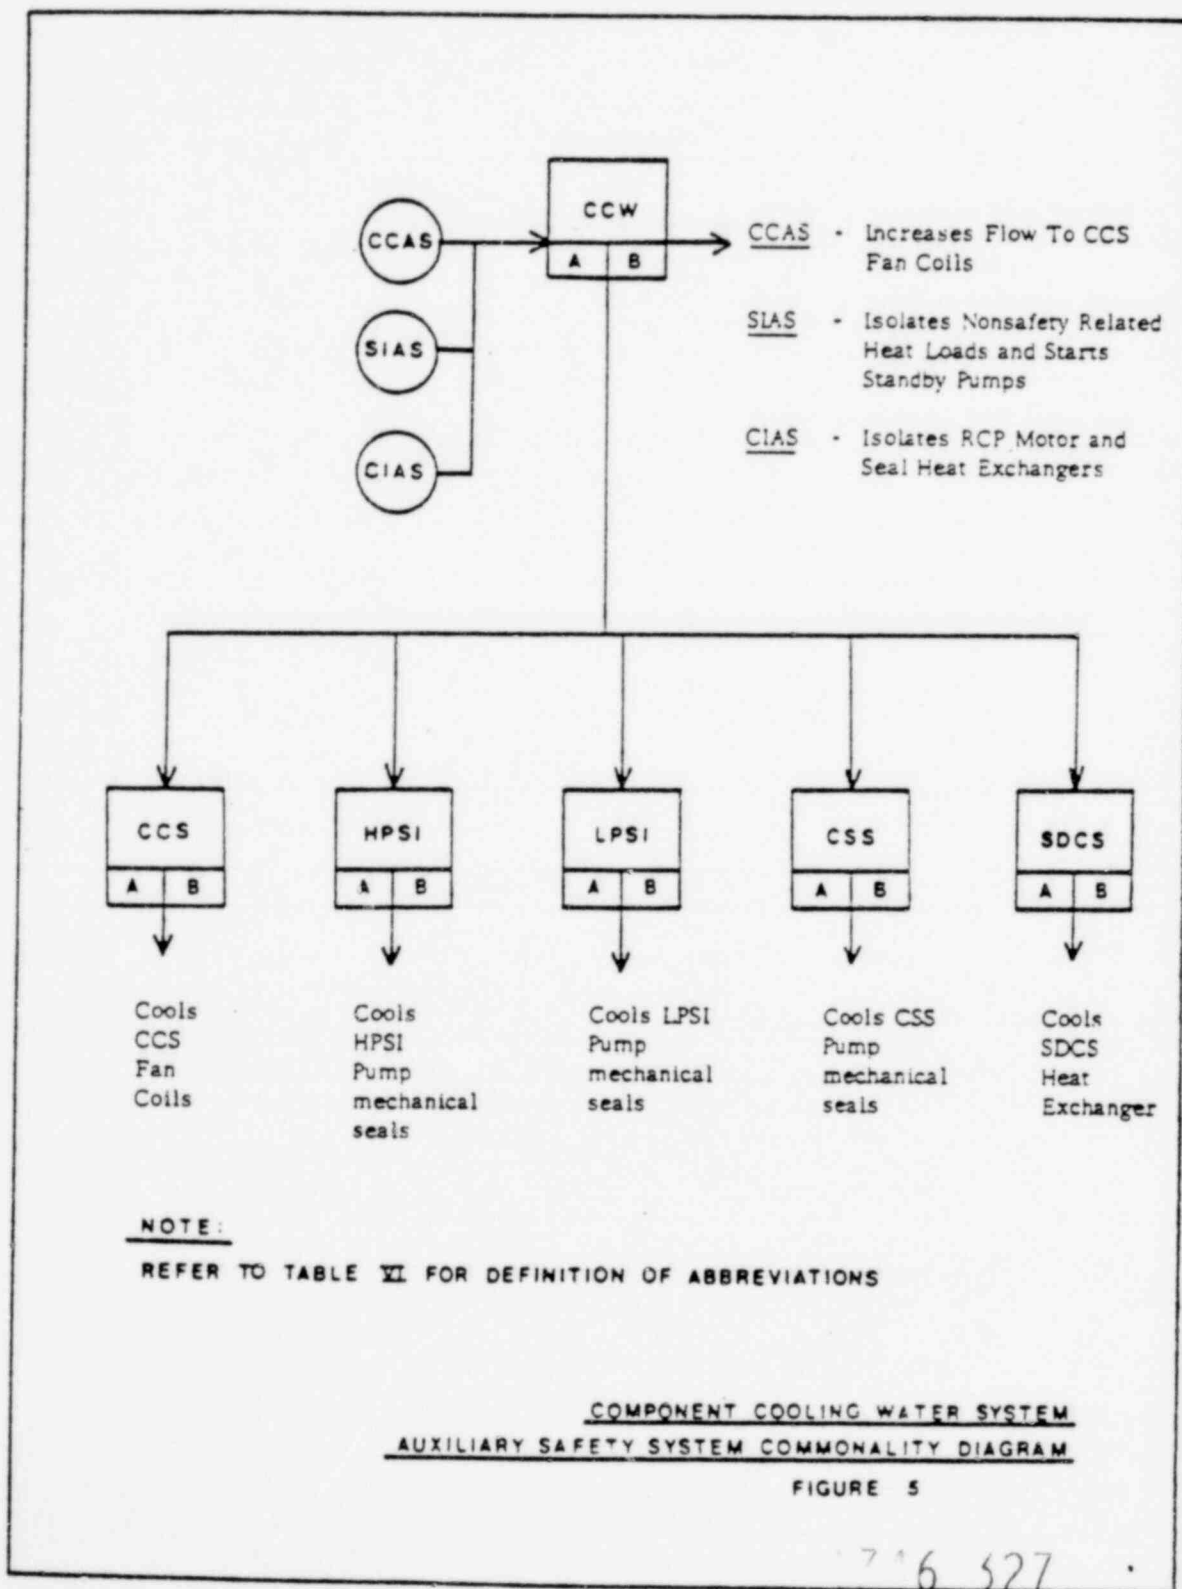 CCW
A B
CCAS
SIAS
CIAS
CCAS - Increases Flow To CCS
Fan Coils
SIAS - Isolates Nonsafety Related
Heat Loads and Starts
Standby Pumps
CIAS - Isolates RCP Motor and
Seal Heat Exchangers
CCS
A B
HPSI
A B
LPSI
A B
CSS
A B
SDCS
A B
Cools
CCS
Fan
Coils
Cools
HPSI
Pump
mechanical
seals
Cools LPSI
Pump
mechanical
seals
Cools CSS
Pump
mechanical
seals
Cools
SDCS
Heat
Exchanger
NOTE:
REFER TO TABLE VI FOR DEFINITION OF ABBREVIATIONS
COMPONENT COOLING WATER SYSTEM
AUXILIARY SAFETY SYSTEM COMMONALITY DIAGRAM
FIGURE 5
6 327